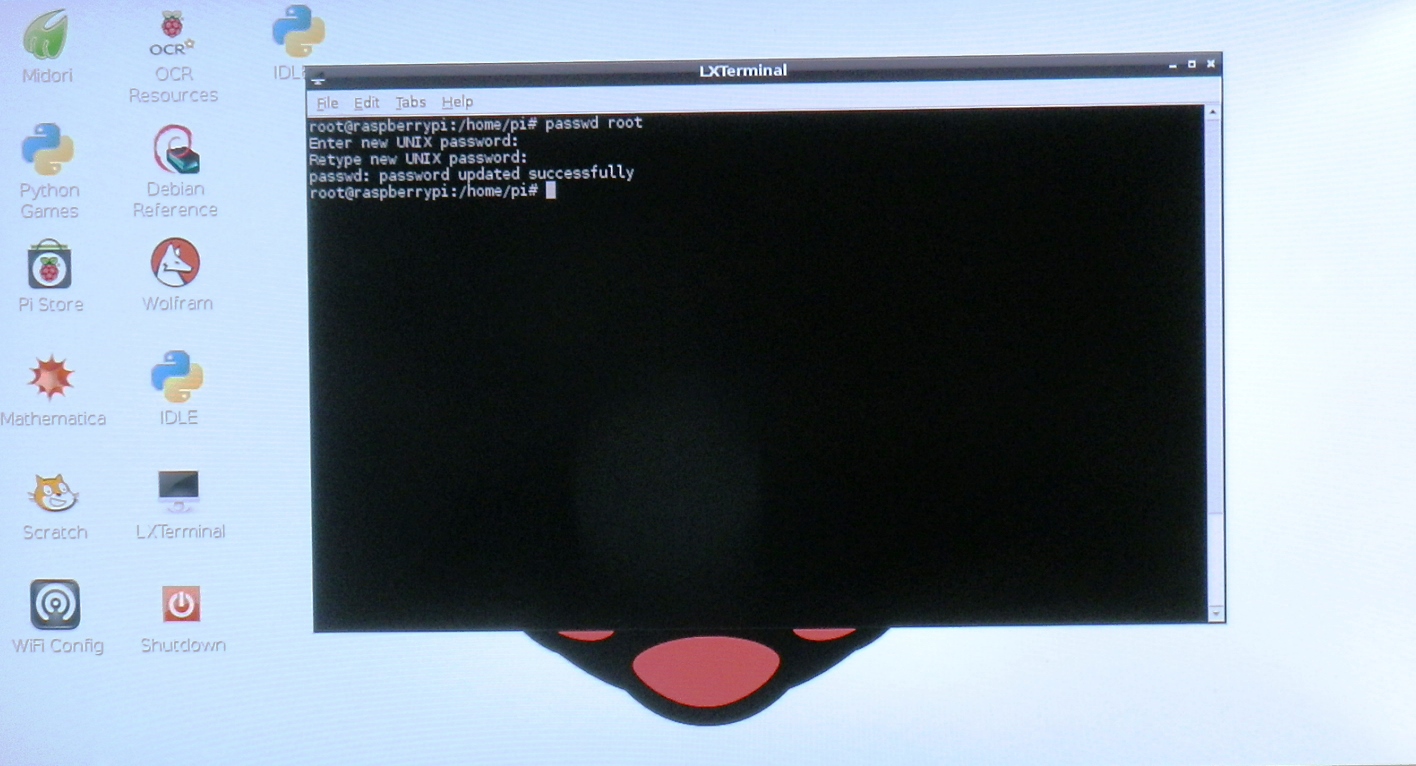 Midori
OCR
OCR
Resources
IDL
Python
Games
Debian
Reference
Pi Store
Wolfram
Mathematica
IDLE
Scratch
LXTerminal
WiFi Config
Shutdown
LXTerminal
File Edit Tabs Help
root@raspberrypi:/home/pi# passwd root
Enter new UNIX password:
Retype new UNIX password:
passwd: password updated successfully
root@raspberrypi:/home/pi#